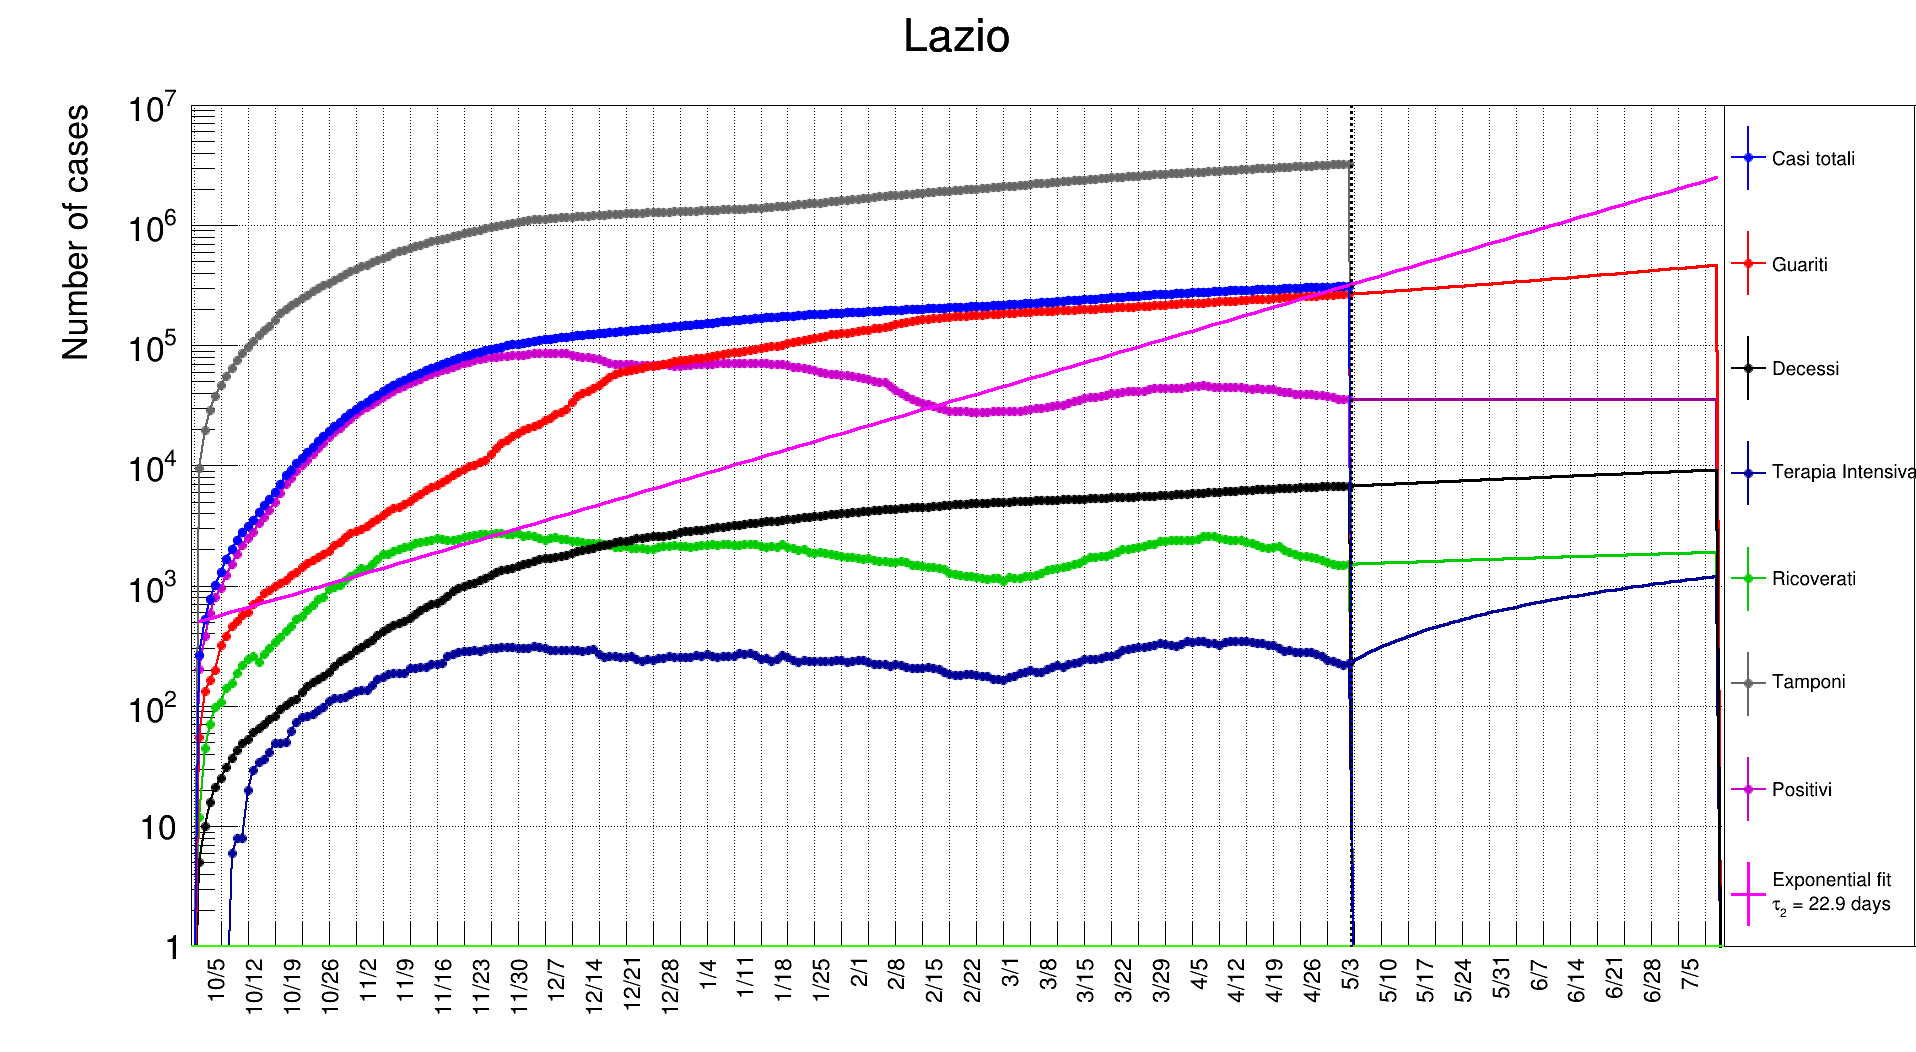 Lazio
Number of cases
10^7
10^6
10^5
10^4
10^3
10^2
10
1
10/5 10/12 10/19 10/26 11/2 11/9 11/16 11/23 11/30 12/7 12/14 12/21 12/28 1/4 1/11 1/18 1/25 2/1 2/8 2/15 2/22 3/1 3/8 3/15 3/22 3/29 4/5 4/12 4/19 4/26 5/3 5/10 5/17 5/24 5/31 6/7 6/14 6/21 6/28 7/5
Casi totali
Guariti
Decessi
Terapia Intensiva
Ricoverati
Tamponi
Positivi
Exponential fit
τ₂ = 22.9 days